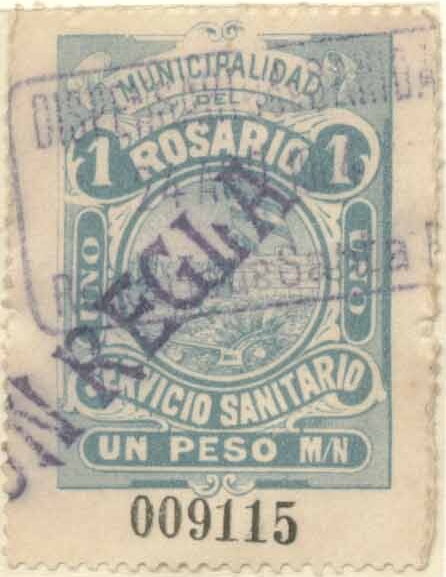 MUNICIPALIDAD
DEL
1 ROSARIO 1
UNO
UNO
SERVICIO SANITARIO
UN PESO M/N
009115
REGLA